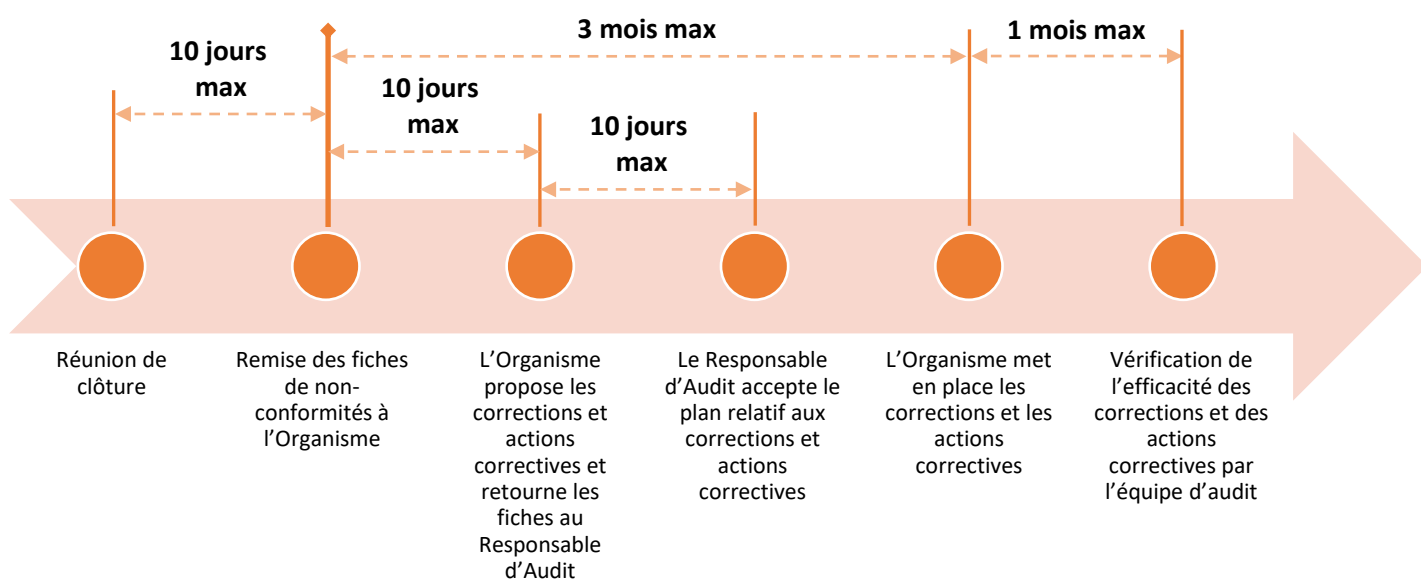 3 mois max
1 mois max
10 jours
max
10 jours
max
10 jours
max
Réunion de
clôture
Remise des fiches
de non-
conformités à
l’Organisme
L’Organisme
propose les
corrections et
actions
correctives et
retourne les
fiches au
Responsable
d’Audit
Le Responsable
d’Audit accepte le
plan relatif aux
corrections et
actions
correctives
L’Organisme met
en place les
corrections et les
actions
correctives
Vérification de
l’efficacité des
corrections et des
actions
correctives par
l’équipe d’audit